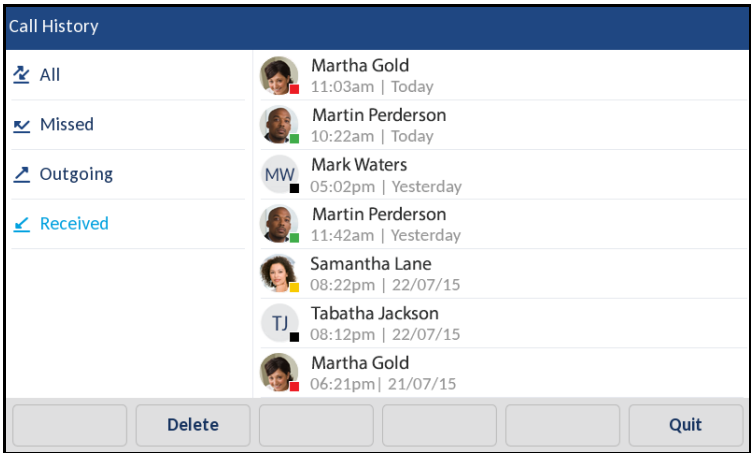 Call History
All
Missed
Outgoing
Received
Martha Gold
11:03am | Today
Martin Perderson
10:22am | Today
MW
Mark Waters
05:02pm | Yesterday
Martin Perderson
11:42am | Yesterday
Samantha Lane
08:22pm | 22/07/15
TJ
Tabatha Jackson
08:12pm | 22/07/15
Martha Gold
06:21pm| 21/07/15
Delete
Quit